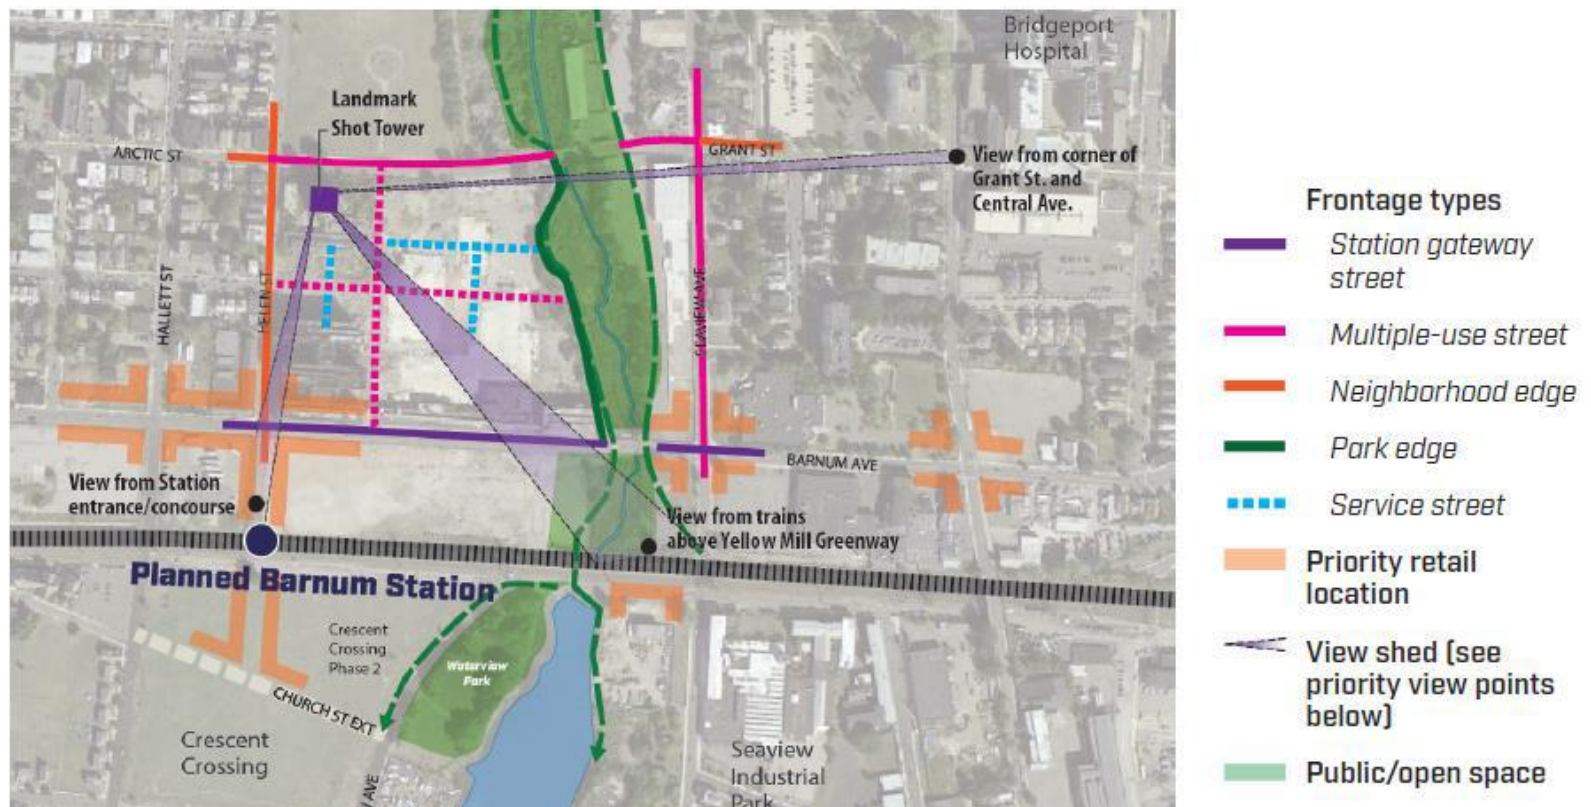 Bridgeport
Hospital
Landmark
Shot Tower
ARCTIC ST
GRANT ST
View from corner of
Grant St. and
Central Ave.
HALLETT ST
HELEN ST
SEAVIEW AVE
BARNUM AVE
View from Station
entrance/concourse
View from trains
above Yellow Mill Greenway
Planned Barnum Station
Crescent
Crossing
Phase 2
Waterview
Park
CHURCH ST EXT
Crescent
Crossing
Seaview
Industrial
Park
AVE
Frontage types
Station gateway
street
Multiple-use street
Neighborhood edge
Park edge
Service street
Priority retail
location
View shed (see
priority view points
below)
Public/open space